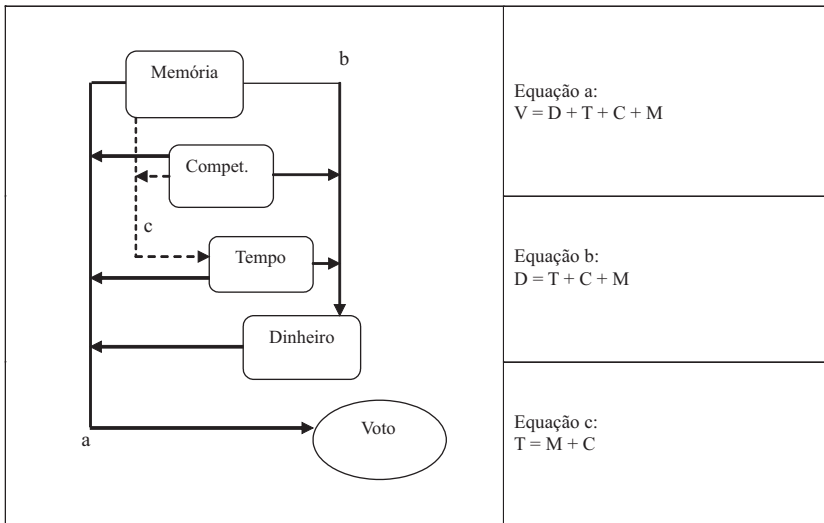 b
Memória
Compet.
c
Tempo
Dinheiro
Voto
a
Equação a:
V = D + T + C + M
Equação b:
D = T + C + M
Equação c:
T = M + C